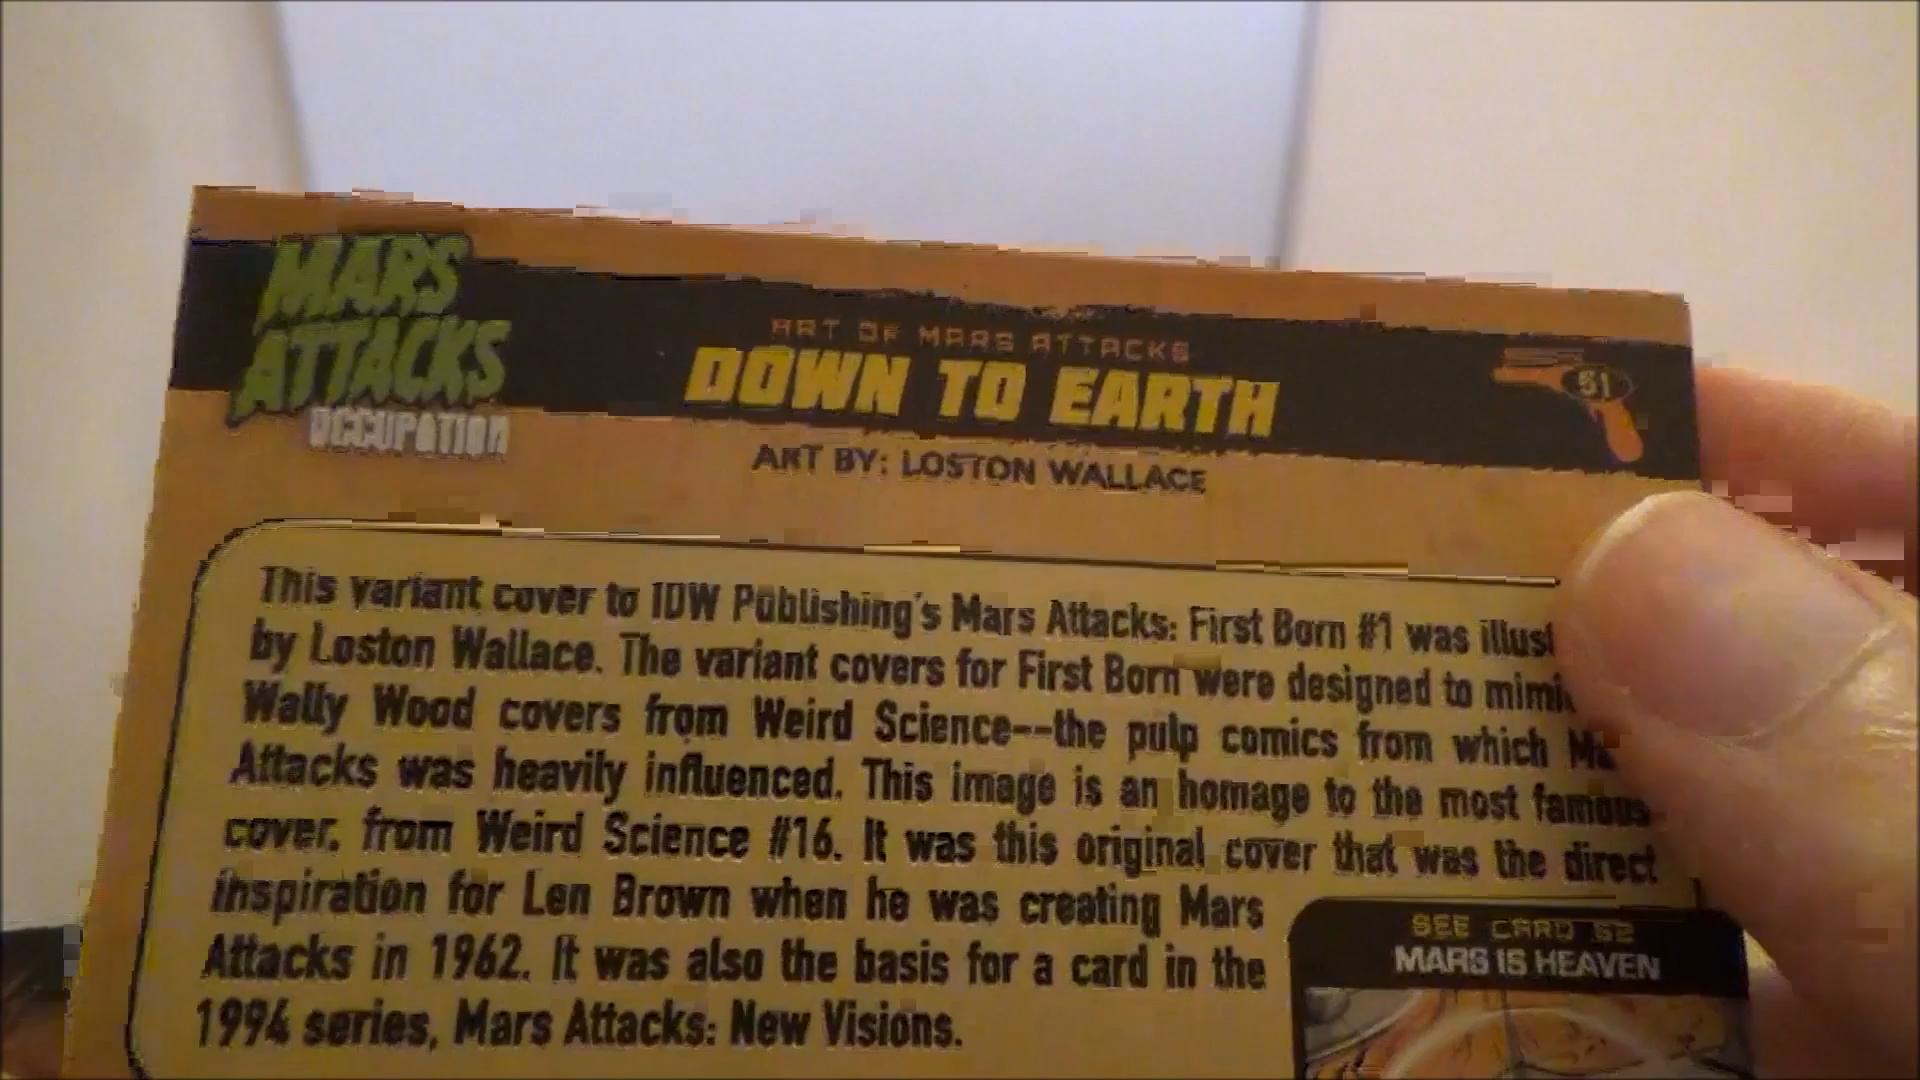 MARS
ATTACKS
OCCUPATION
ART OF MARS ATTACKS
DOWN TO EARTH
51
ART BY: LOSTON WALLACE
This variant cover to IDW Publishing's Mars Attacks: First Born #1 was illust
by Loston Wallace. The variant covers for First Born were designed to mimi
Wally Wood covers from Weird Science--the pulp comics from which Ma
Attacks was heavily influenced. This image is an homage to the most famous
cover, from Weird Science #16. It was this original cover that was the direct
inspiration for Len Brown when he was creating Mars
Attacks in 1962. It was also the basis for a card in the
1994 series, Mars Attacks: New Visions.
SEE CARD 52
MARS IS HEAVEN